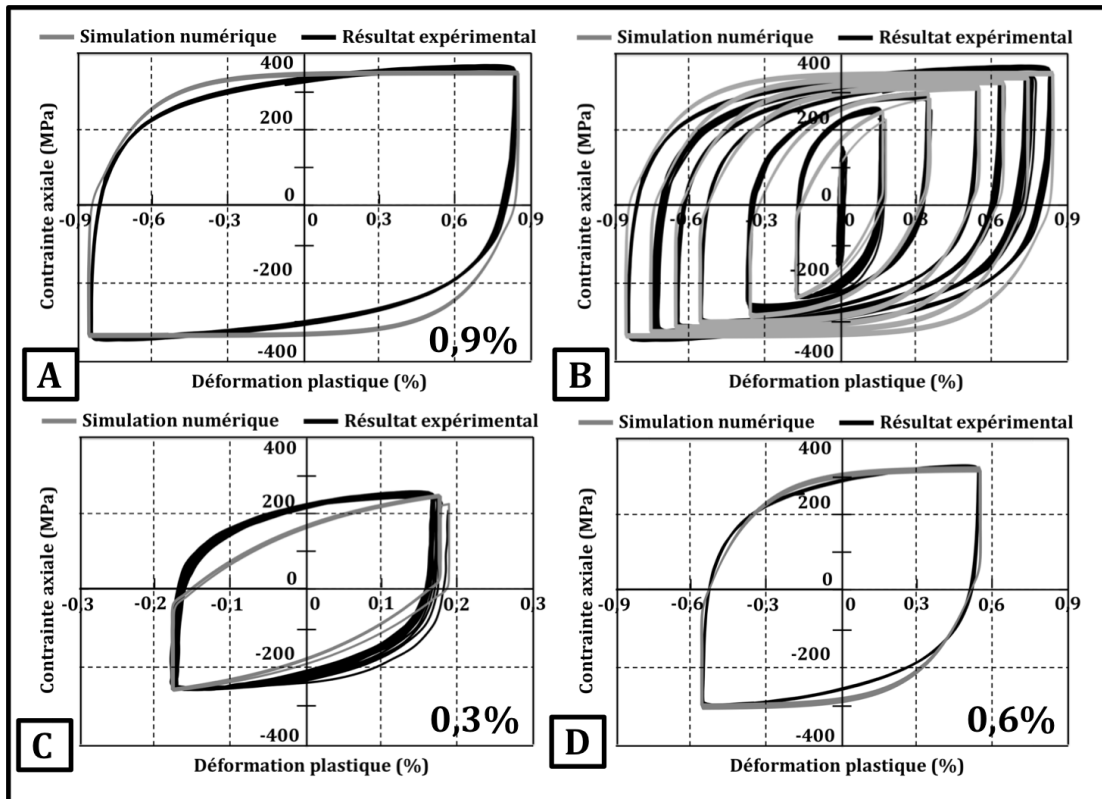 Simulation numérique Résultat expérimental
400
200
0
-200
-400
-0,9 -0,6 -0,3 0,3 0,6 0,9
Contrainte axiale (MPa)
Déformation plastique (%)
0,9%
A
Simulation numérique Résultat expérimental
400
200
0
-200
-400
-0,9 -0,6 -0,3 0,3 0,6 0,9
Contrainte axiale (MPa)
Déformation plastique (%)
B
Simulation numérique Résultat expérimental
400
200
0
-200
-400
-0,3 -0,2 -0,1 0 0,1 0,2 0,3
Contrainte axiale (MPa)
Déformation plastique (%)
0,3%
C
Simulation numérique Résultat expérimental
400
200
0
-200
-400
-0,9 -0,6 -0,3 0 0,3 0,6 0,9
Contrainte axiale (MPa)
Déformation plastique (%)
0,6%
D